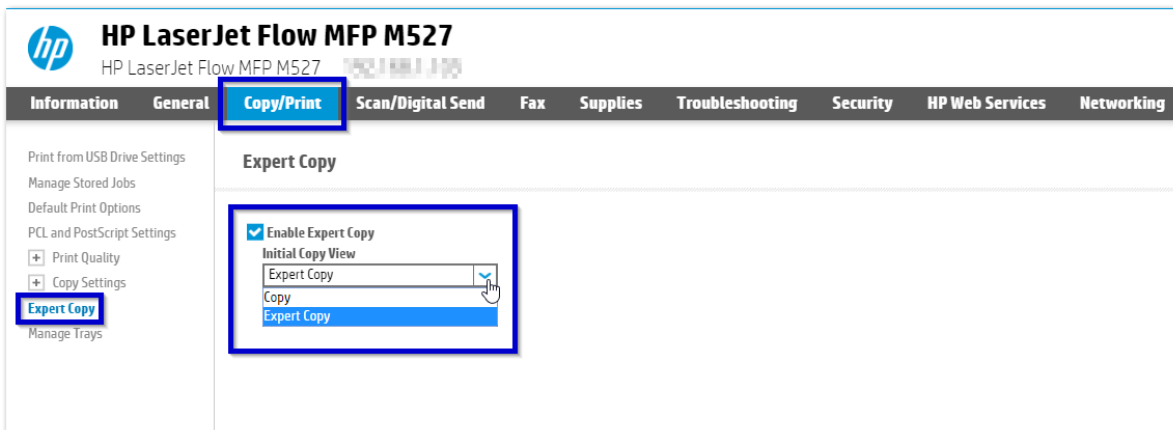 hp
HP LaserJet Flow MFP M527
HP LaserJet Flow MFP M527
Information General Copy/Print Scan/Digital Send Fax Supplies Troubleshooting Security HP Web Services Networking
Print from USB Drive Settings
Manage Stored Jobs
Default Print Options
PCL and PostScript Settings
+ Print Quality
+ Copy Settings
Expert Copy
Manage Trays
Expert Copy
Enable Expert Copy
Initial Copy View
Expert Copy
Copy
Expert Copy